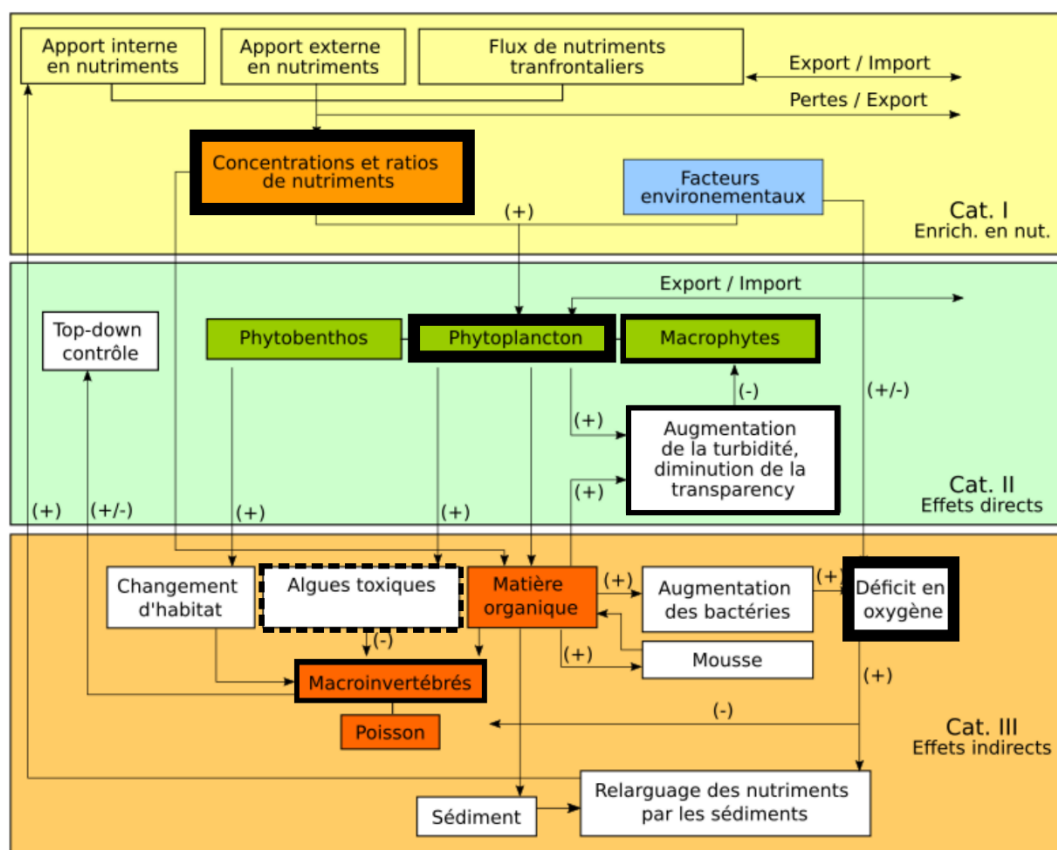 Apport interne
en nutriments
Apport externe
en nutriments
Flux de nutriments
tranfrontaliers
Export / Import
Pertes / Export
Concentrations et ratios
de nutriments
Facteurs
environementaux
(+)
Cat. I
Enrich. en nut.
Export / Import
Top-down
contrôle
Phytobenthos
Phytoplancton
Macrophytes
(-)
(+/-)
(+)
Augmentation
de la turbidité,
diminution de la
transparency
(+)
Cat. II
Effets directs
(+)
(+/-)
(+)
(+)
Changement
d'habitat
Algues toxiques
Matière
organique
(+)
Augmentation
des bactéries
(+)
Déficit en
oxygène
(-)
(+)
Mousse
(+)
Macroinvertébrés
Poisson
(-)
Cat. III
Effets indirects
Sédiment
Relarguage des nutriments
par les sédiments